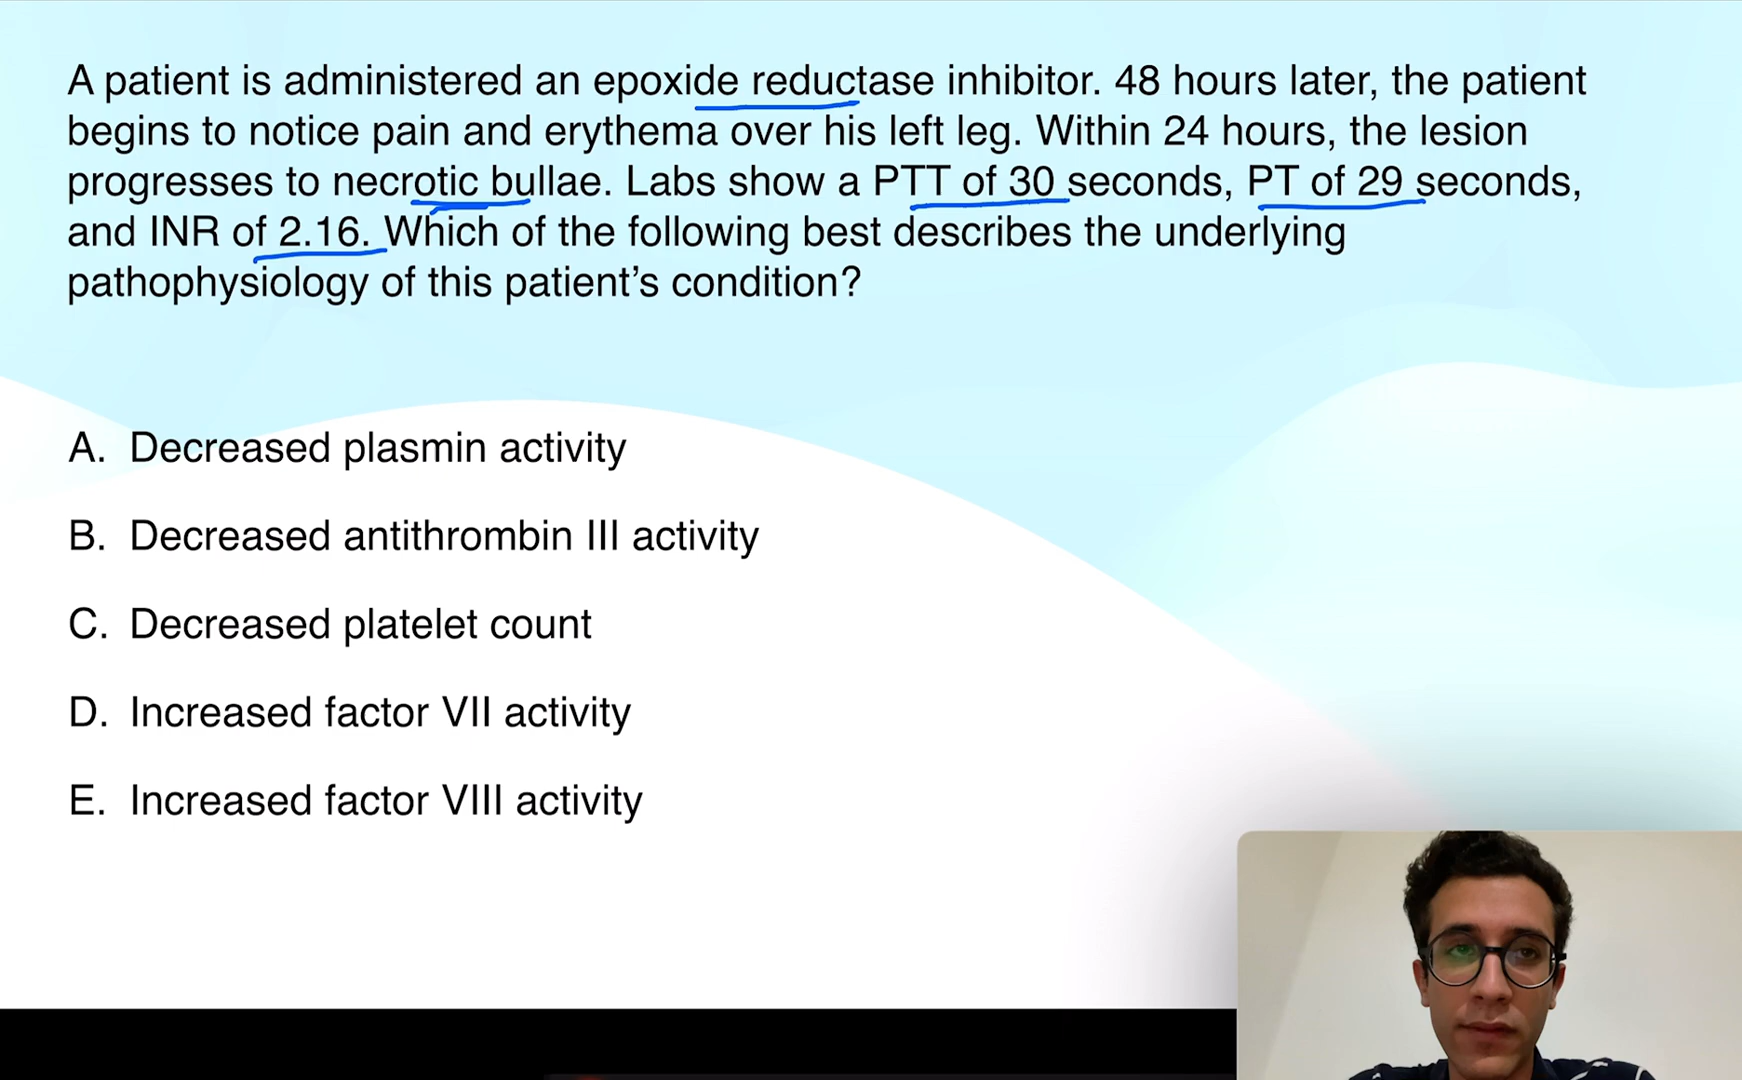 A patient is administered an epoxide reductase inhibitor. 48 hours later, the patient
begins to notice pain and erythema over his left leg. Within 24 hours, the lesion
progresses to necrotic bullae. Labs show a PTT of 30 seconds, PT of 29 seconds,
and INR of 2.16. Which of the following best describes the underlying
pathophysiology of this patient’s condition?
A. Decreased plasmin activity
B. Decreased antithrombin III activity
C. Decreased platelet count
D. Increased factor VII activity
E. Increased factor VIII activity